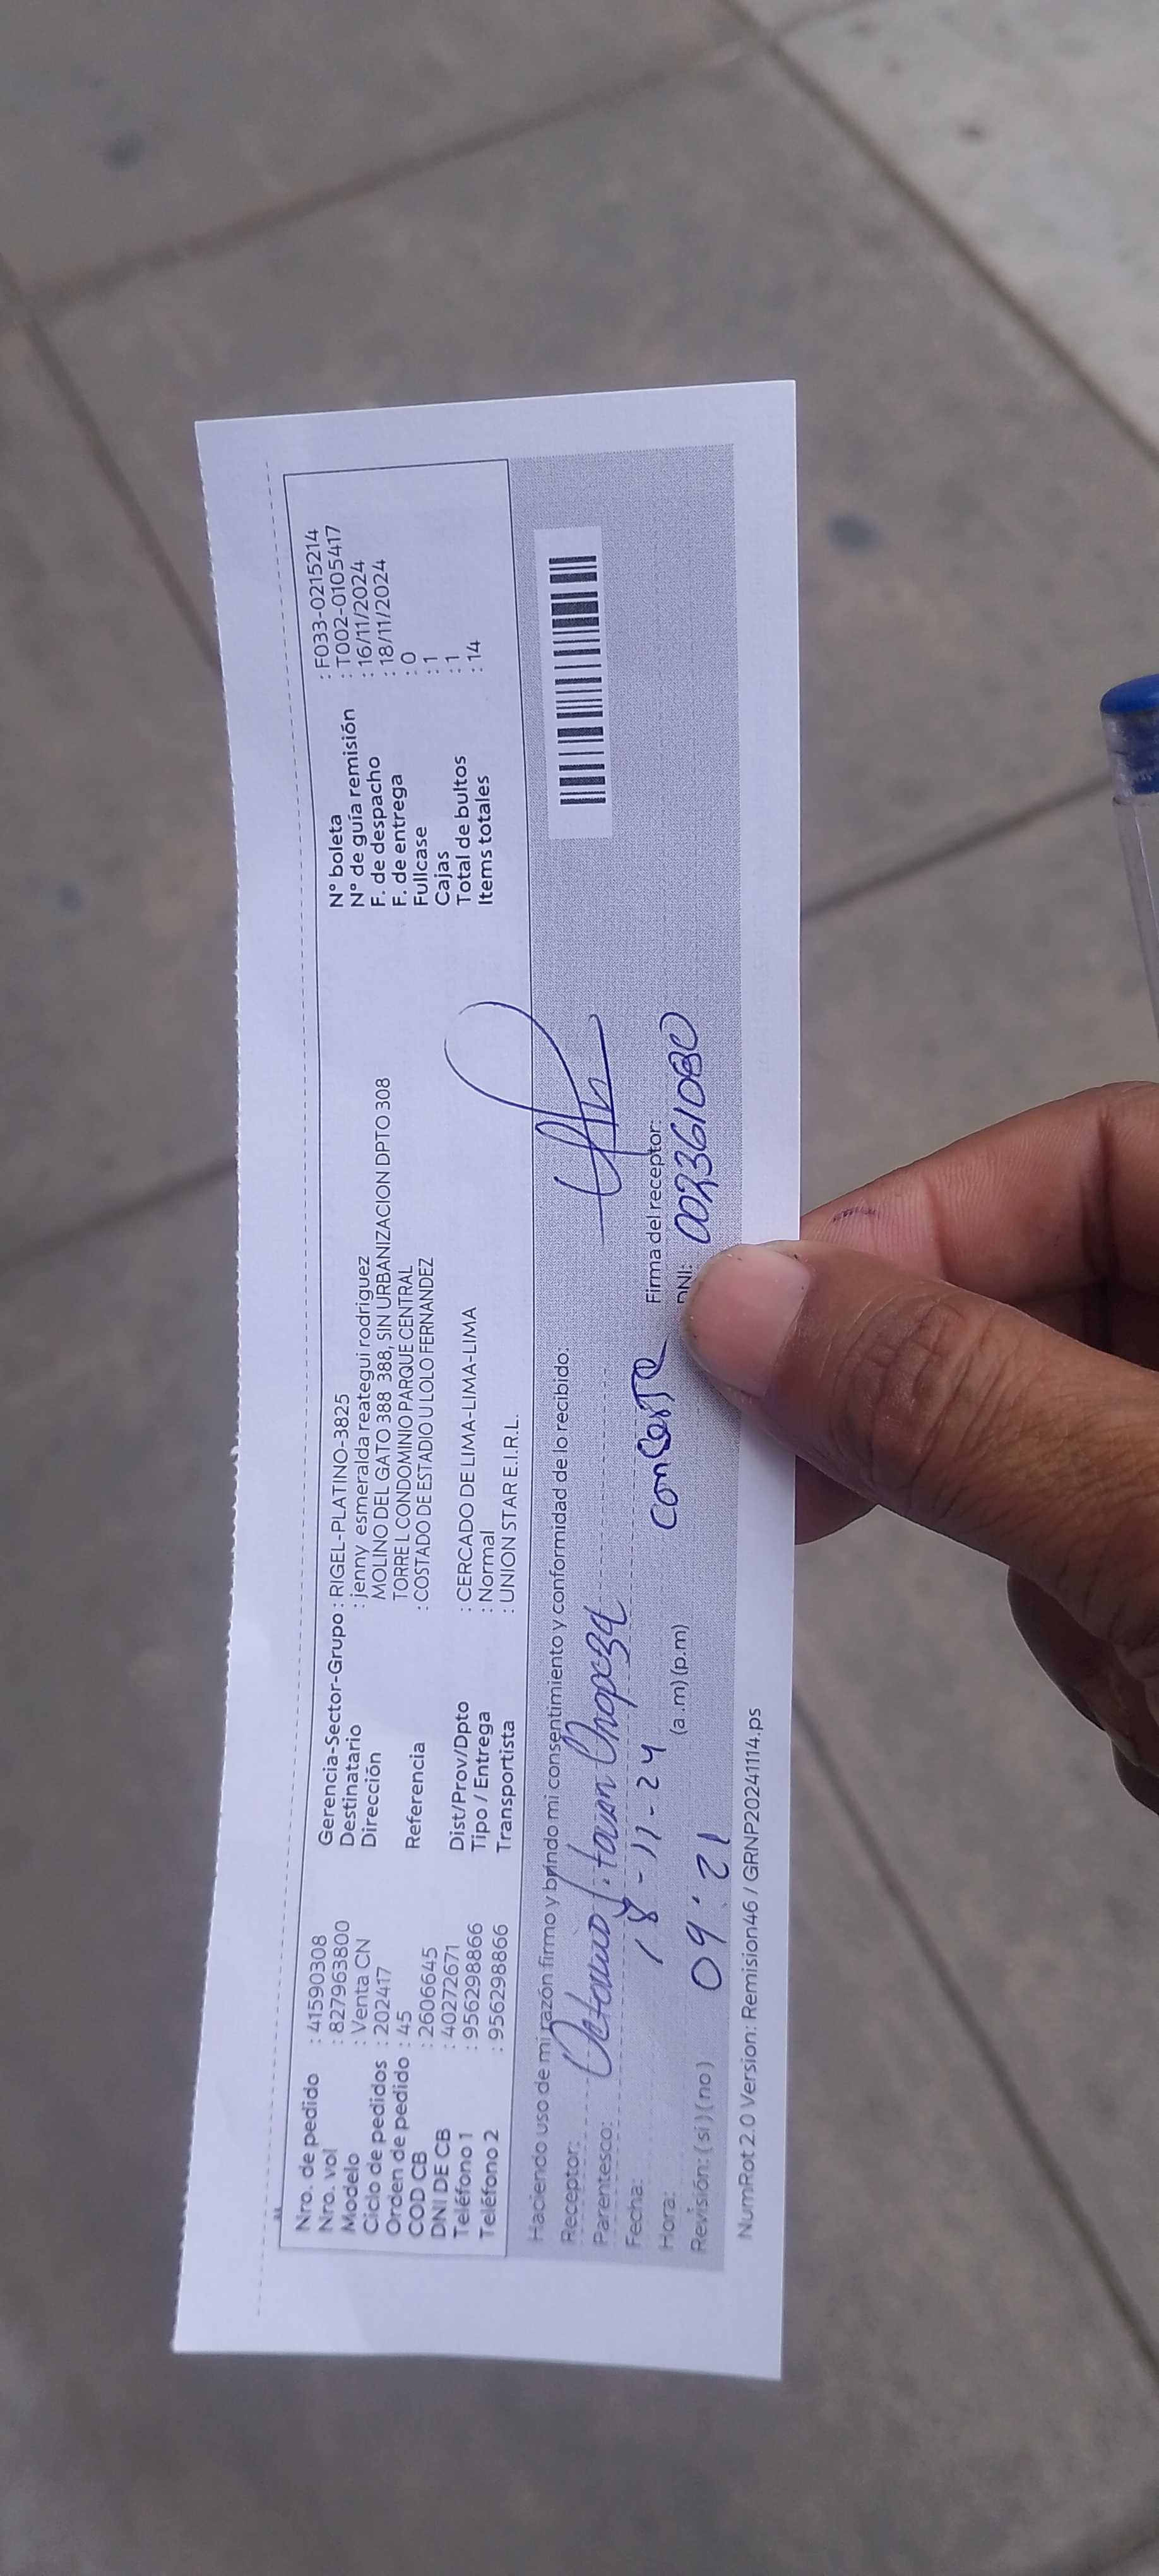 Nro. de pedido : 41590308
Nro. vol : 827963800
Modelo : Venta CN
Ciclo de pedidos : 202417
Orden de pedido : 45
COD CB : 2606645
DNI DE CB : 40272671
Teléfono 1 : 956298866
Teléfono 2 : 956298866
Gerencia-Sector-Grupo : RIGEL-PLATINO-3825
Destinatario : jenny esmeralda reategui rodriguez
Dirección MOLINO DEL GATO 388 388, SIN URBANIZACION DPTO 308
TORRE L CONDOMINIO PARQUE CENTRAL
Referencia : COSTADO DE ESTADIO U LOLO FERNANDEZ
Dist/Prov/Dpto : CERCADO DE LIMA-LIMA-LIMA
Tipo / Entrega : Normal
Transportista : UNION STAR E.I.R.L.
N° boleta : F033-0215214
N° de guía remisión : T002-0105417
F. de despacho : 16/11/2024
F. de entrega : 18/11/2024
Fullcase : 0
Cajas : 1
Total de bultos : 1
Items totales : 14
Haciendo uso de mi razón firmo y brindo mi consentimiento y conformidad de lo recibido:
Receptor:
Parentesco:
Fecha: 18-11-24
Hora: 09:21 (a.m) (p.m)
Revisión: ( si ) ( no )
Firma del receptor:
DNI: 002361080
NumRot 2.0 Version: Remision46 / GRNP20241114.ps